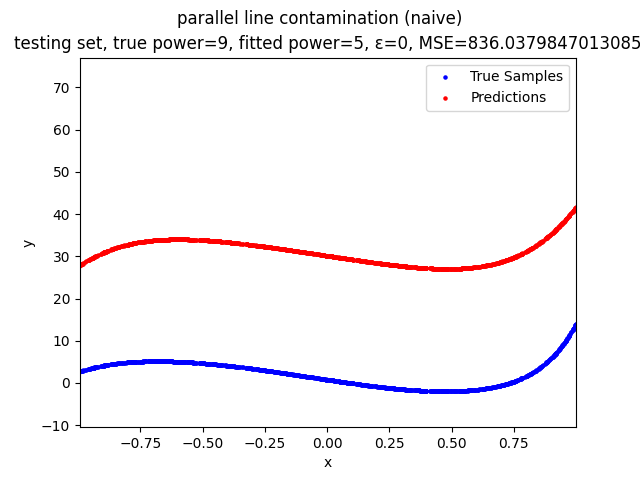 parallel line contamination (naive)
testing set, true power=9, fitted power=5, ε=0, MSE=836.0379847013085
True Samples
Predictions
70
60
50
40
30
20
10
0
−10
y
−0.75
−0.50
−0.25
0.00
0.25
0.50
0.75
x